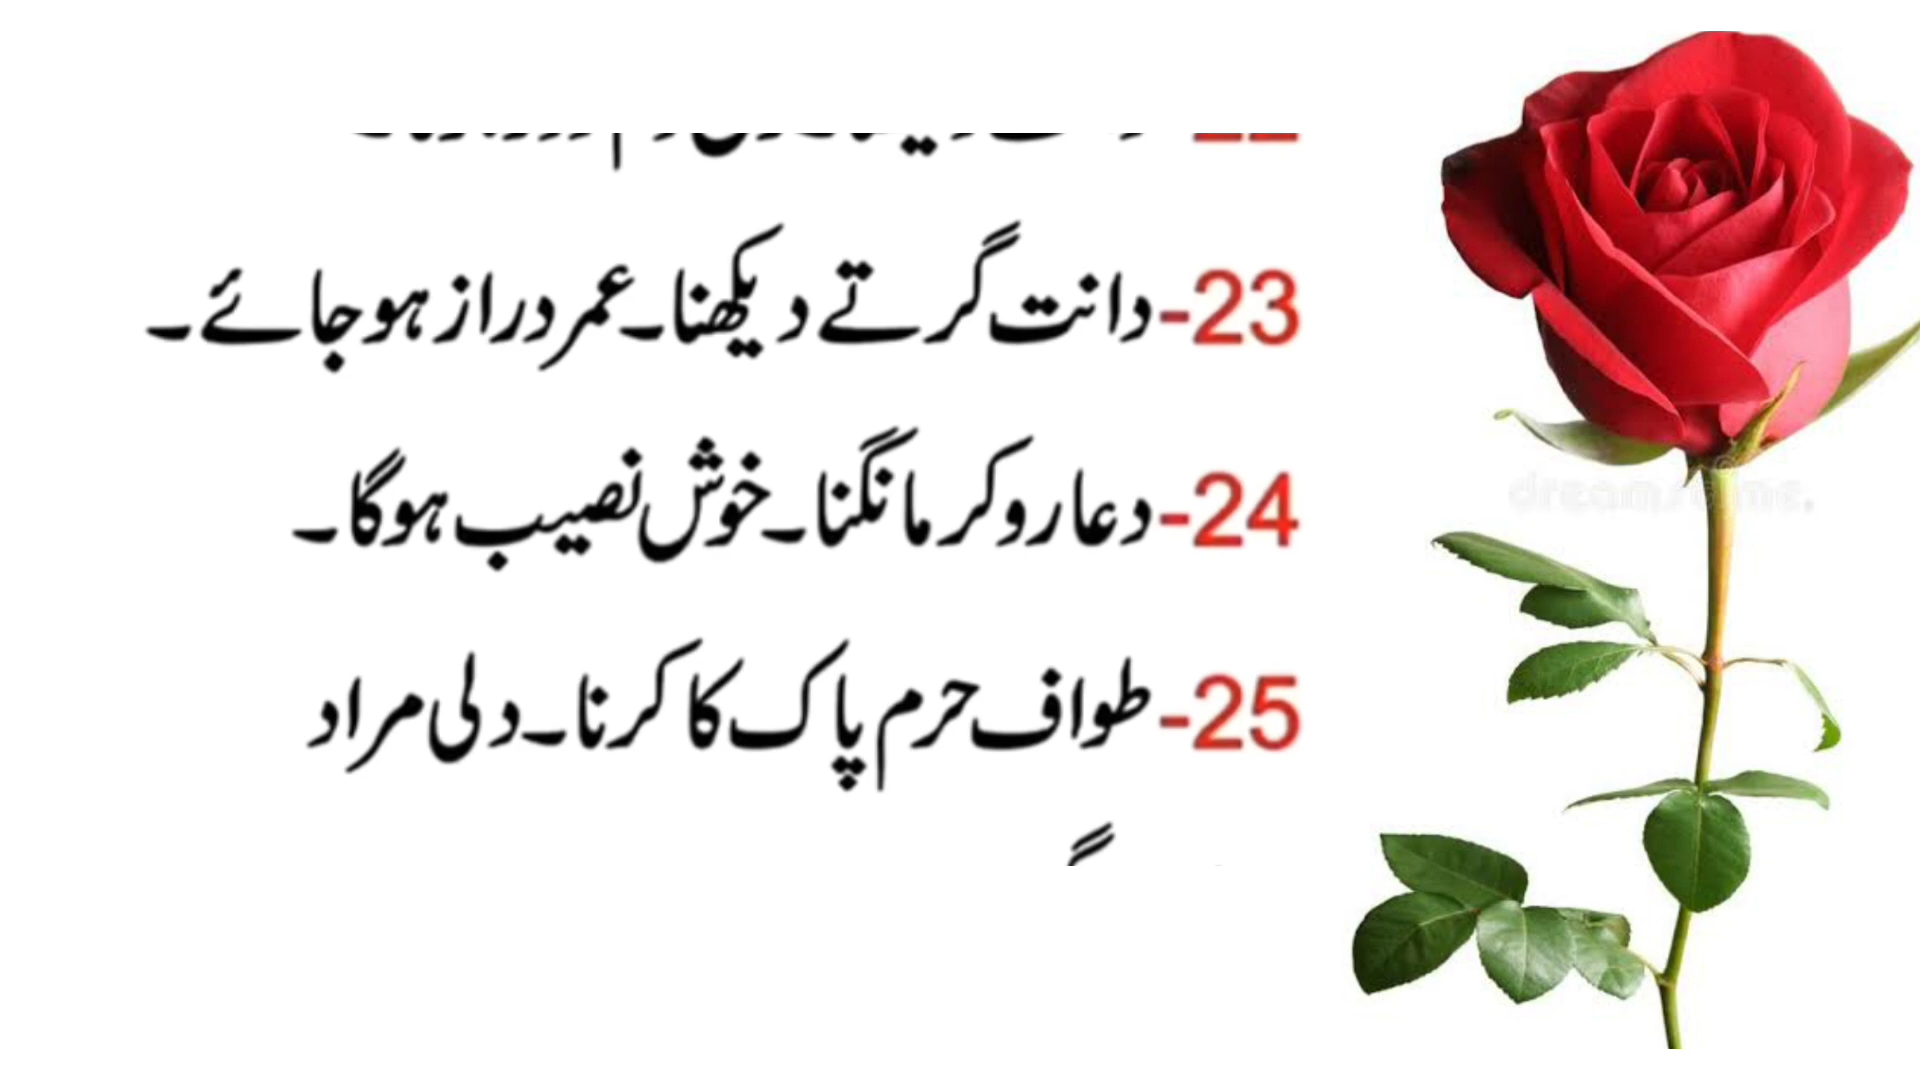 23- دانت گرتے دیکھنا۔ عمر دراز ہو جائے۔
24- دعا رو کر مانگنا۔ خوش نصیب ہوگا۔
25- طواف حرم پاک کا کرنا۔ دلی مراد